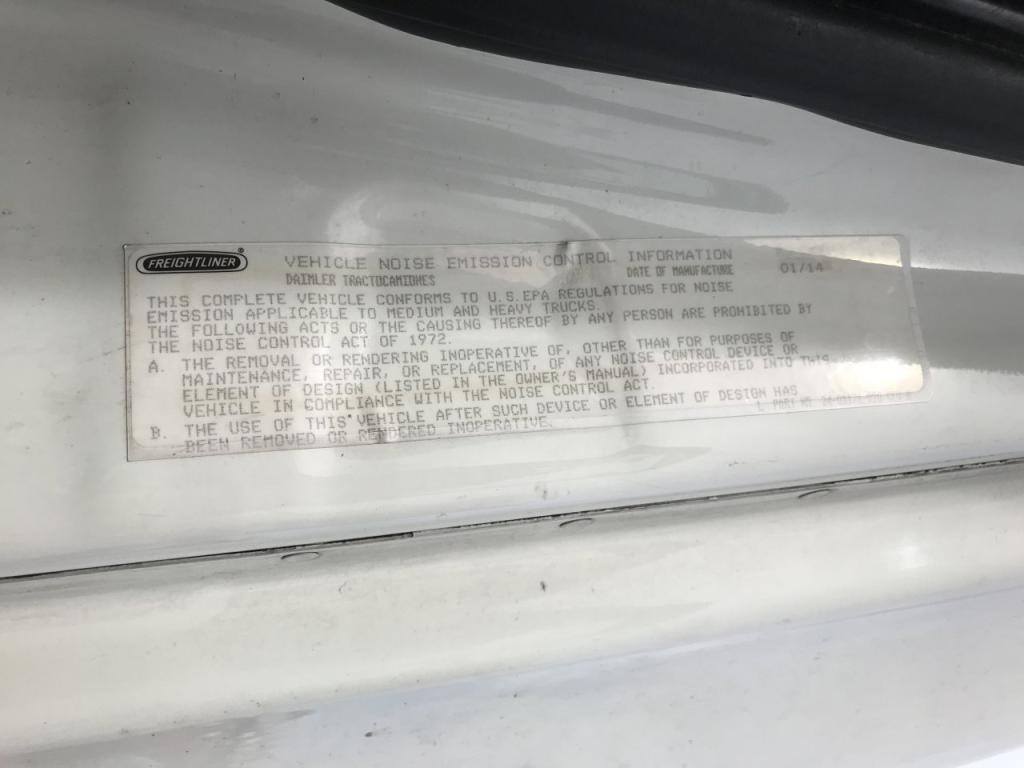 FREIGHTLINER®
VEHICLE NOISE EMISSION CONTROL INFORMATION
DAIMLER TRACTOCAMIONES DATE OF MANUFACTURE 01/14
THIS COMPLETE VEHICLE CONFORMS TO U.S.EPA REGULATIONS FOR NOISE
EMISSION APPLICABLE TO MEDIUM AND HEAVY TRUCKS.
THE FOLLOWING ACTS OR THE CAUSING THEREOF BY ANY PERSON ARE PROHIBITED BY
THE NOISE CONTROL ACT OF 1972.
A. THE REMOVAL OR RENDERING INOPERATIVE OF, OTHER THAN FOR PURPOSES OF
MAINTENANCE, REPAIR, OR REPLACEMENT, OF ANY NOISE CONTROL DEVICE OR
ELEMENT OF DESIGN (LISTED IN THE OWNER'S MANUAL) INCORPORATED INTO THIS
VEHICLE IN COMPLIANCE WITH THE NOISE CONTROL ACT.
B. THE USE OF THIS VEHICLE AFTER SUCH DEVICE OR ELEMENT OF DESIGN HAS
BEEN REMOVED OR RENDERED INOPERATIVE.
PART NO.